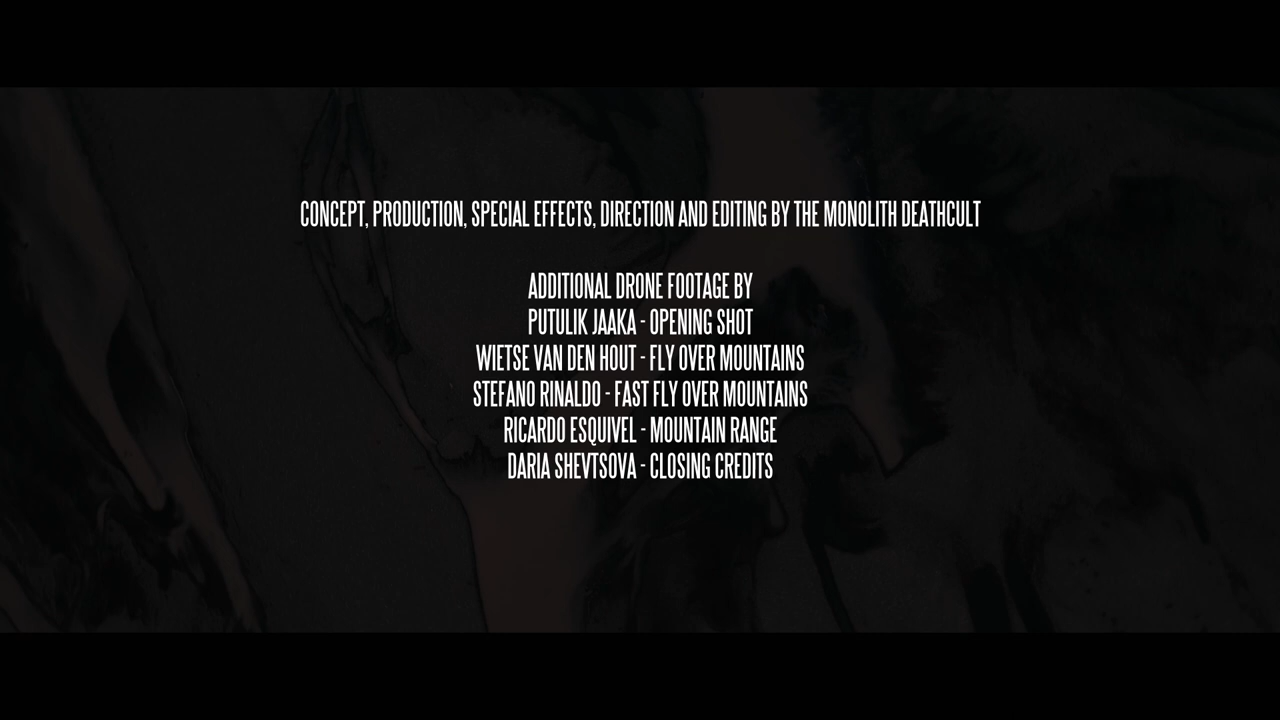 CONCEPT, PRODUCTION, SPECIAL EFFECTS, DIRECTION AND EDITING BY THE MONOLITH DEATHCULT
ADDITIONAL DRONE FOOTAGE BY
PUTULIK JAAKA - OPENING SHOT
WIETSE VAN DEN HOUT - FLY OVER MOUNTAINS
STEFANO RINALDO - FAST FLY OVER MOUNTAINS
RICARDO ESQUIVEL - MOUNTAIN RANGE
DARIA SHEVTSOVA - CLOSING CREDITS